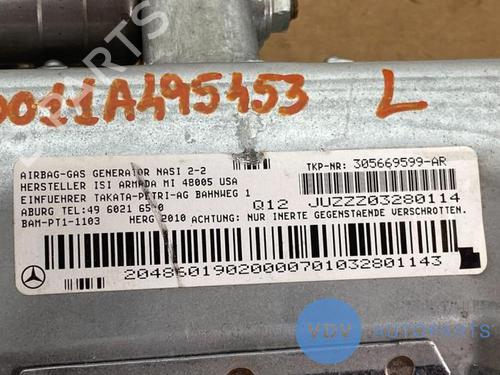 0011A495453 L
AIRBAG-GAS GENERATOR NASI 2-2
TKP-NR: 305669599-AR
HERSTELLER ISI ARMADA MI 48005 USA
EINFUEHRER TAKATA-PETRI-AG BAHNWEG 1
ABURG TEL:49 6021 65-0
Q12 JUZZZ03280114
BAM-PT1-1103 HERG 2010 ACHTUNG: NUR INERTE GEGENSTAENDE VERSCHROTTEN.
20486019020000701032801143
VDV AUTOPARTS